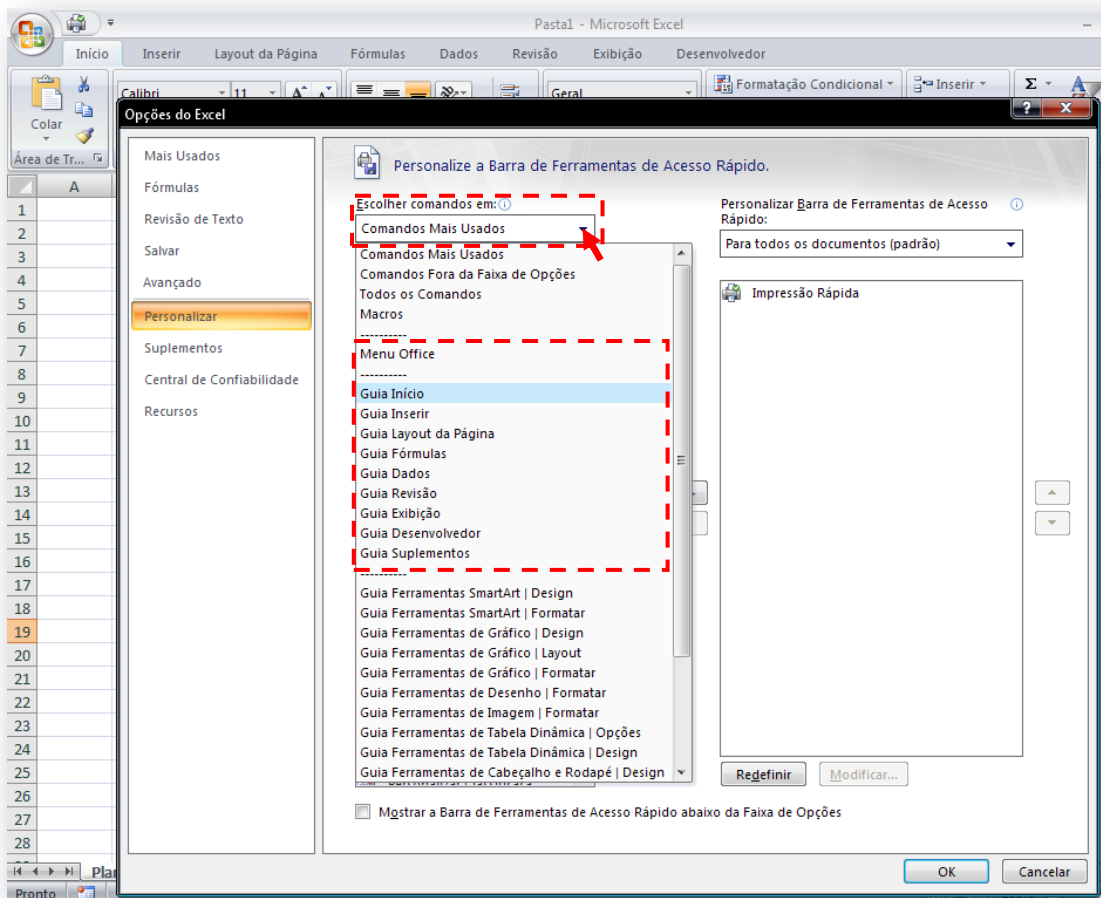 Pasta1 - Microsoft Excel
Início Inserir Layout da Página Fórmulas Dados Revisão Exibição Desenvolvedor
Colar
Calibri 11 A A Geral Formatação Condicional Inserir Σ A
Área de Tr...
Opções do Excel ? X
Mais Usados
Fórmulas
Revisão de Texto
Salvar
Avançado
Personalizar
Suplementos
Central de Confiabilidade
Recursos
Personalize a Barra de Ferramentas de Acesso Rápido.
Escolher comandos em:
Comandos Mais Usados
Comandos Mais Usados
Comandos Fora da Faixa de Opções
Todos os Comandos
Macros
----------
Menu Office
----------
Guia Início
Guia Inserir
Guia Layout da Página
Guia Fórmulas
Guia Dados
Guia Revisão
Guia Exibição
Guia Desenvolvedor
Guia Suplementos
----------
Guia Ferramentas SmartArt | Design
Guia Ferramentas SmartArt | Formatar
Guia Ferramentas de Gráfico | Design
Guia Ferramentas de Gráfico | Layout
Guia Ferramentas de Gráfico | Formatar
Guia Ferramentas de Desenho | Formatar
Guia Ferramentas de Imagem | Formatar
Guia Ferramentas de Tabela Dinâmica | Opções
Guia Ferramentas de Tabela Dinâmica | Design
Guia Ferramentas de Cabeçalho e Rodapé | Design
Personalizar Barra de Ferramentas de Acesso
Rápido:
Para todos os documentos (padrão)
Impressão Rápida
Redefinir Modificar...
Mostrar a Barra de Ferramentas de Acesso Rápido abaixo da Faixa de Opções
OK Cancelar
A
1
2
3
4
5
6
7
8
9
10
11
12
13
14
15
16
17
18
19
20
21
22
23
24
25
26
27
28
Plan
Pronto